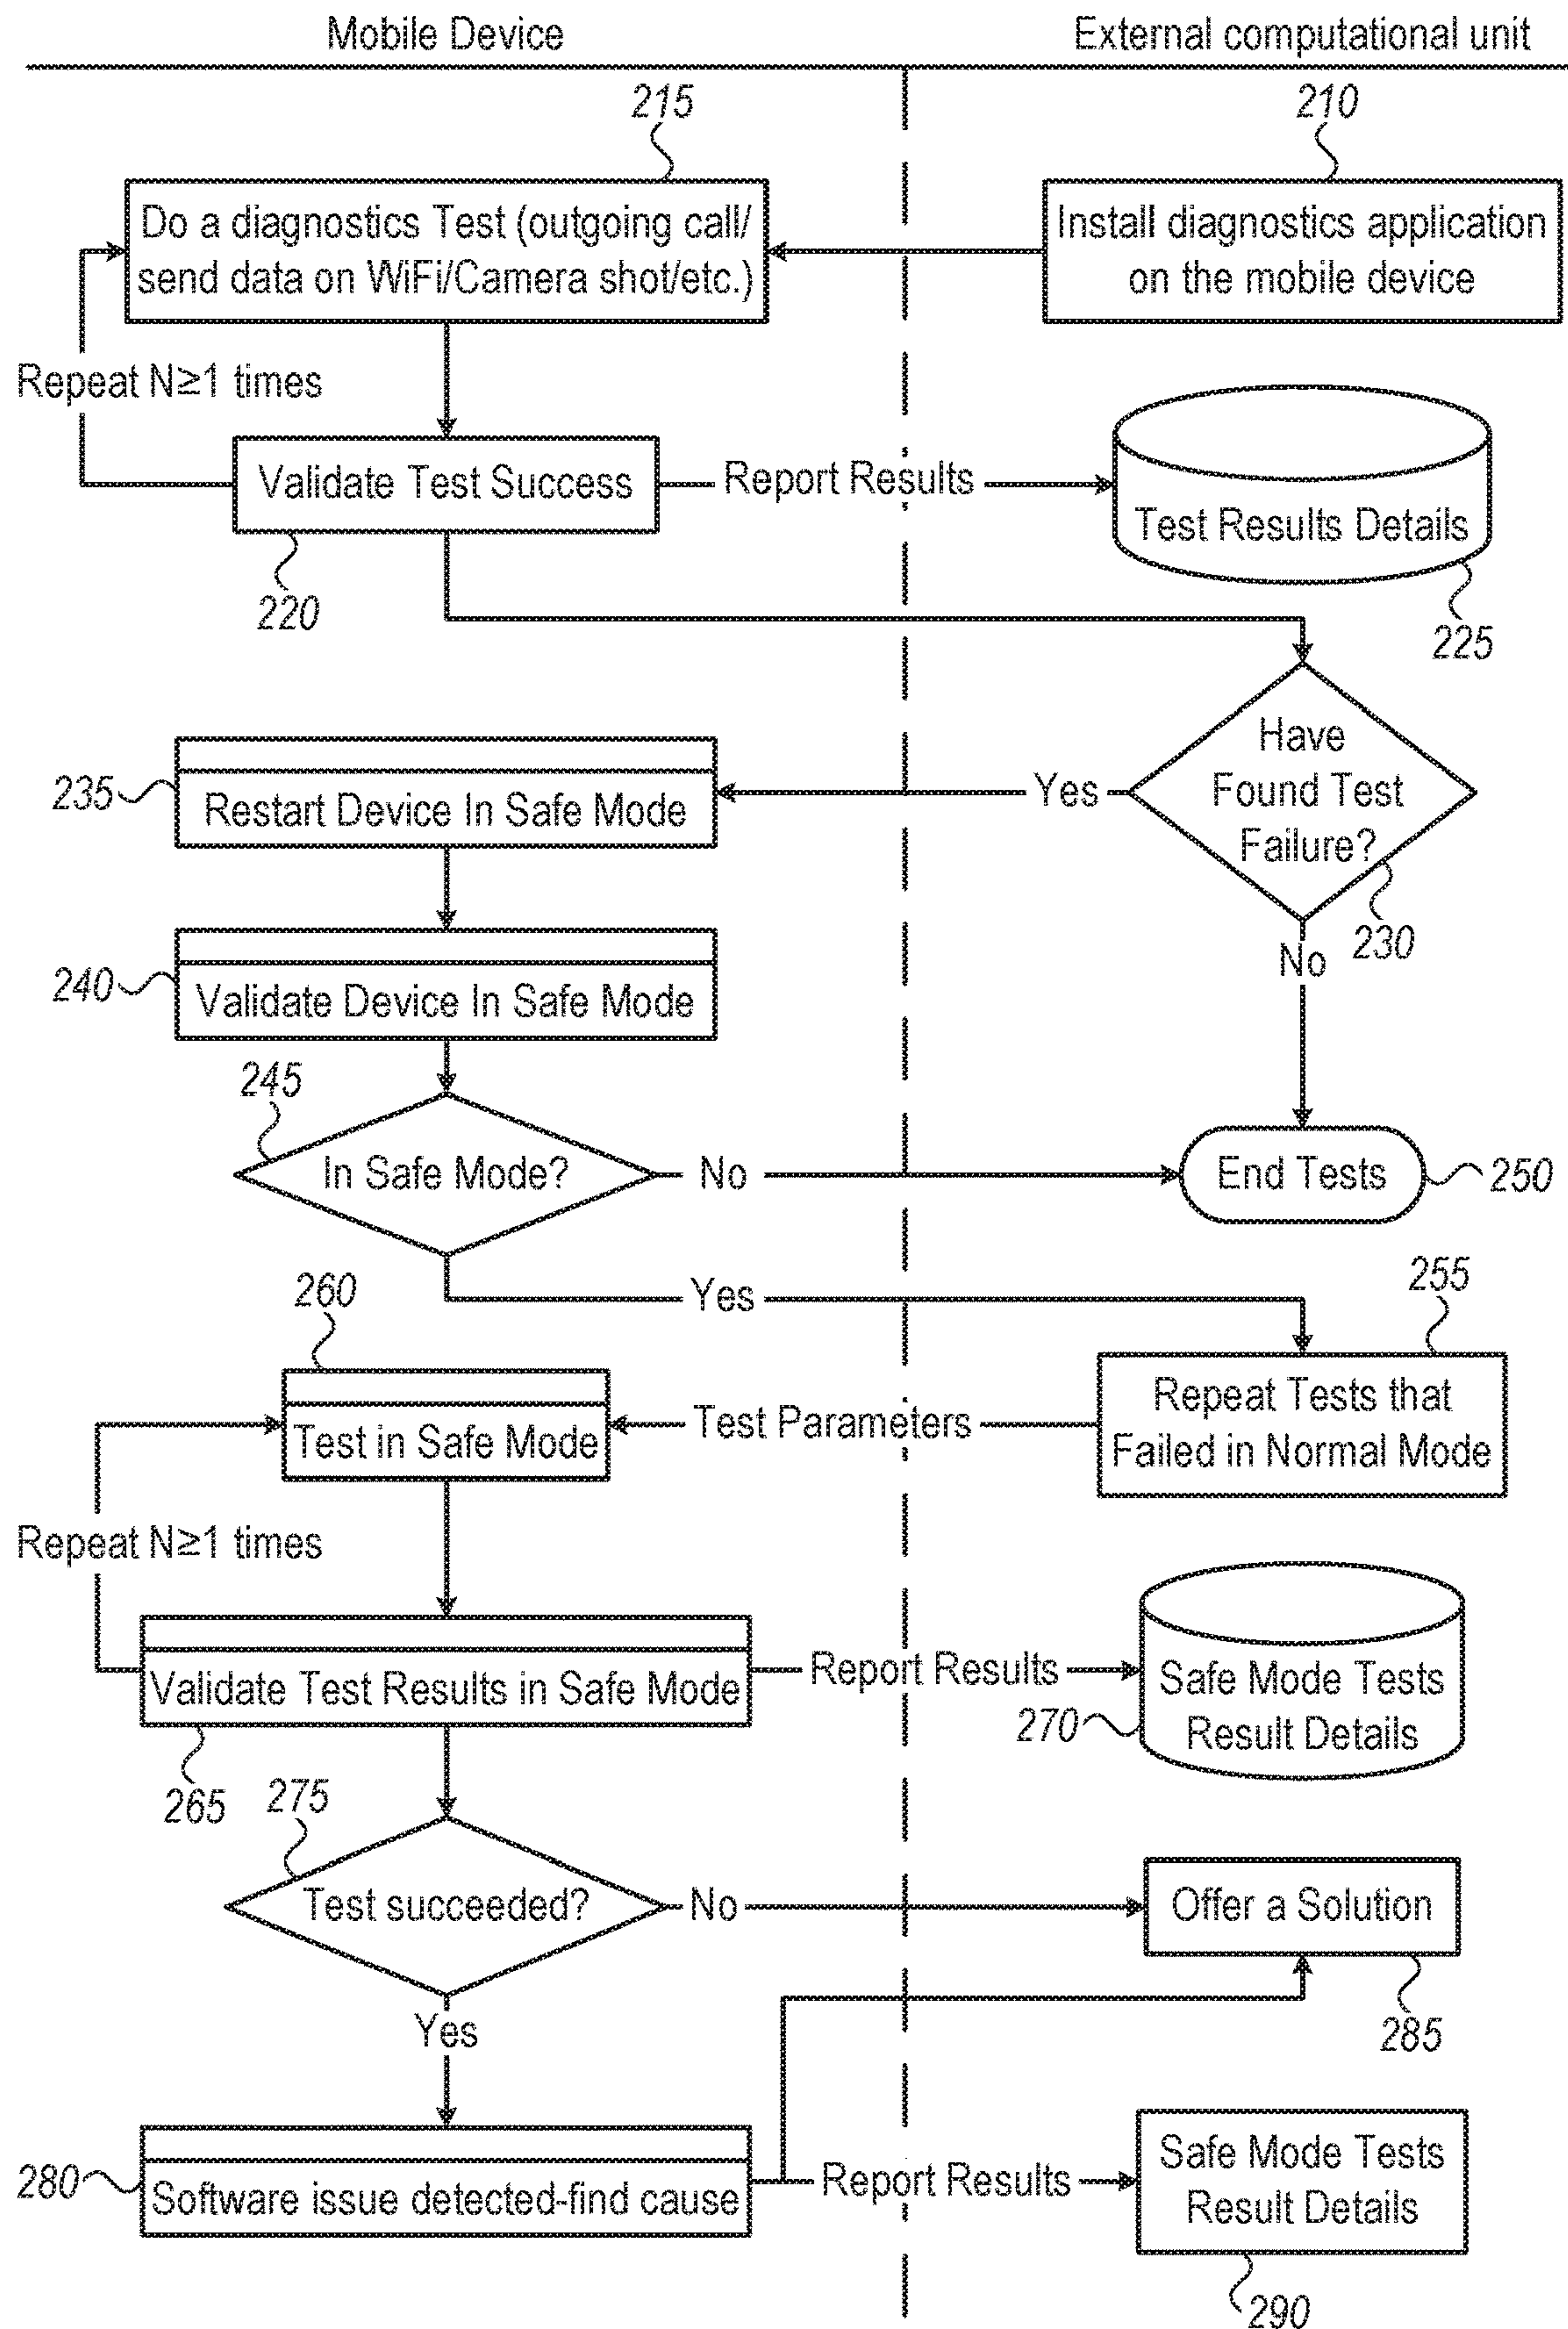 Mobile Device
External computational unit
215
210
Do a diagnostics Test (outgoing call/
send data on WiFi/Camera shot/etc.)
Install diagnostics application
on the mobile device
Repeat N≥1 times
Validate Test Success
Report Results
Test Results Details
220
225
Have
Found Test
Failure?
Yes
230
No
235
Restart Device In Safe Mode
240
Validate Device In Safe Mode
245
In Safe Mode?
No
End Tests
250
Yes
255
260
Repeat Tests that
Failed in Normal Mode
Test Parameters
Test in Safe Mode
Repeat N≥1 times
Validate Test Results in Safe Mode
Report Results
Safe Mode Tests
Result Details
270
265
275
Test succeeded?
No
Offer a Solution
285
Yes
280
Software issue detected-find cause
Report Results
Safe Mode Tests
Result Details
290